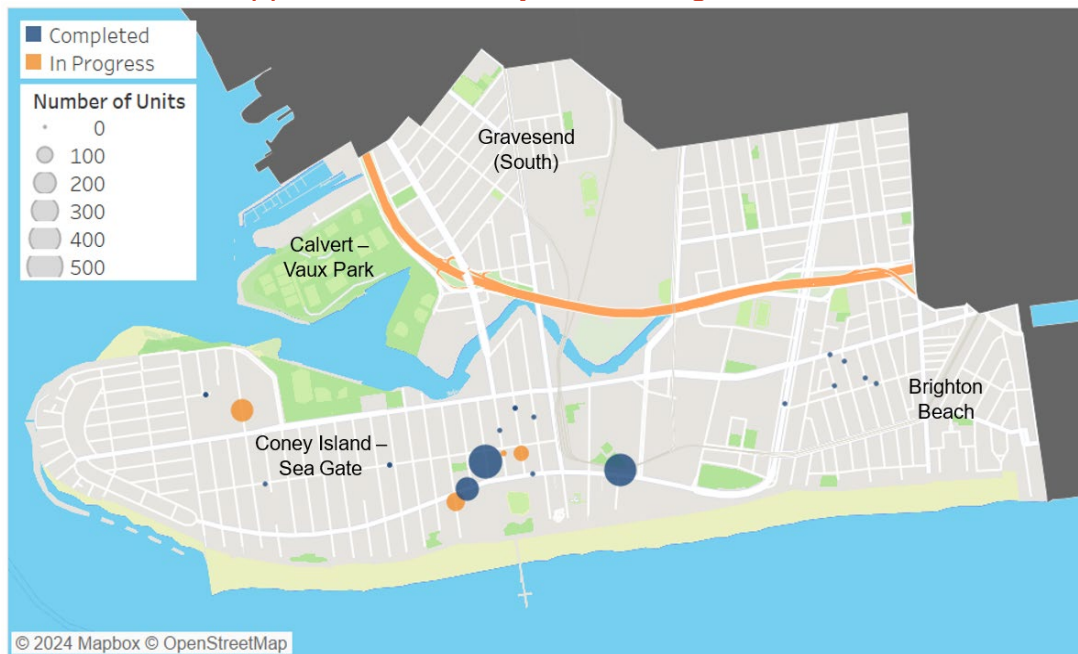 Completed
In Progress
Number of Units
0
100
200
300
400
500
Gravesend
(South)
Calvert –
Vaux Park
Coney Island –
Sea Gate
Brighton
Beach
© 2024 Mapbox © OpenStreetMap